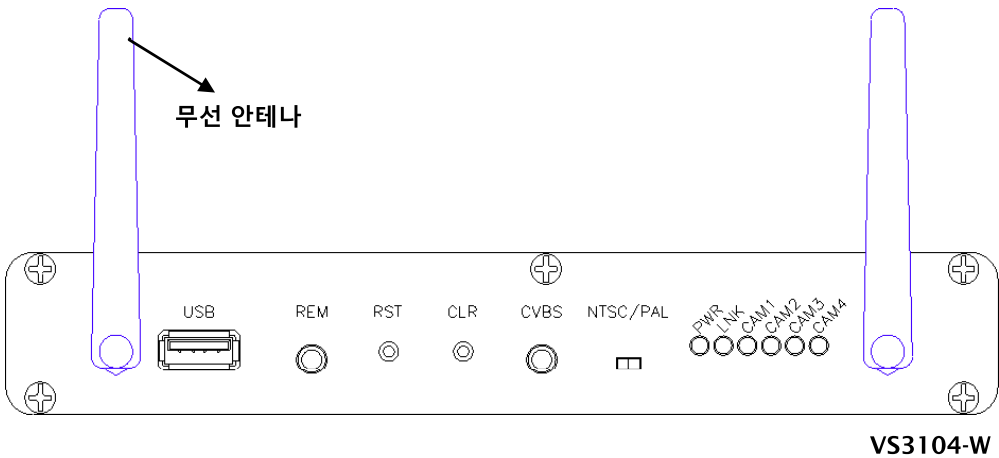 무선 안테나
USB REM RST CLR CVBS NTSC/PAL PWR LNK CAM1 CAM2 CAM3 CAM4
VS3104-W